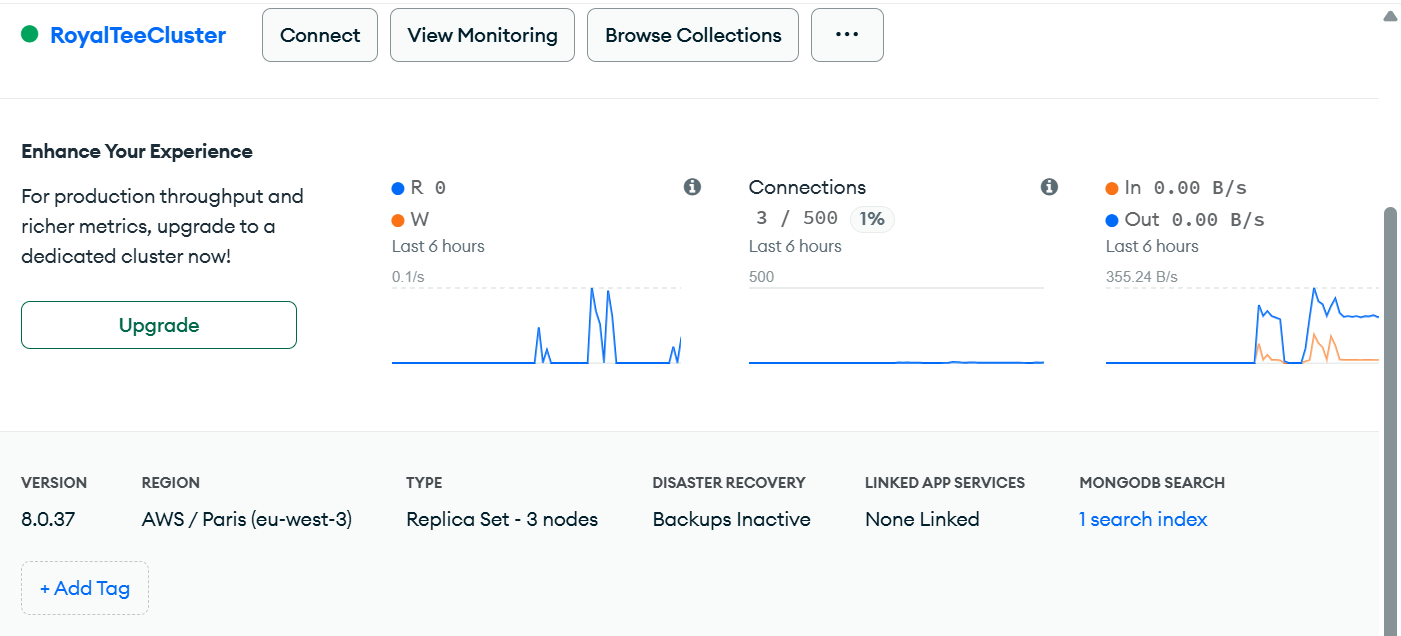 RoyalTeeCluster
Connect
View Monitoring
Browse Collections
...
Enhance Your Experience
For production throughput and
richer metrics, upgrade to a
dedicated cluster now!
Upgrade
R 0
W
Last 6 hours
0.1/s
Connections
3 / 500 1%
Last 6 hours
500
In 0.00 B/s
Out 0.00 B/s
Last 6 hours
355.24 B/s
VERSION
8.0.37
REGION
AWS / Paris (eu-west-3)
TYPE
Replica Set - 3 nodes
DISASTER RECOVERY
Backups Inactive
LINKED APP SERVICES
None Linked
MONGODB SEARCH
1 search index
+ Add Tag